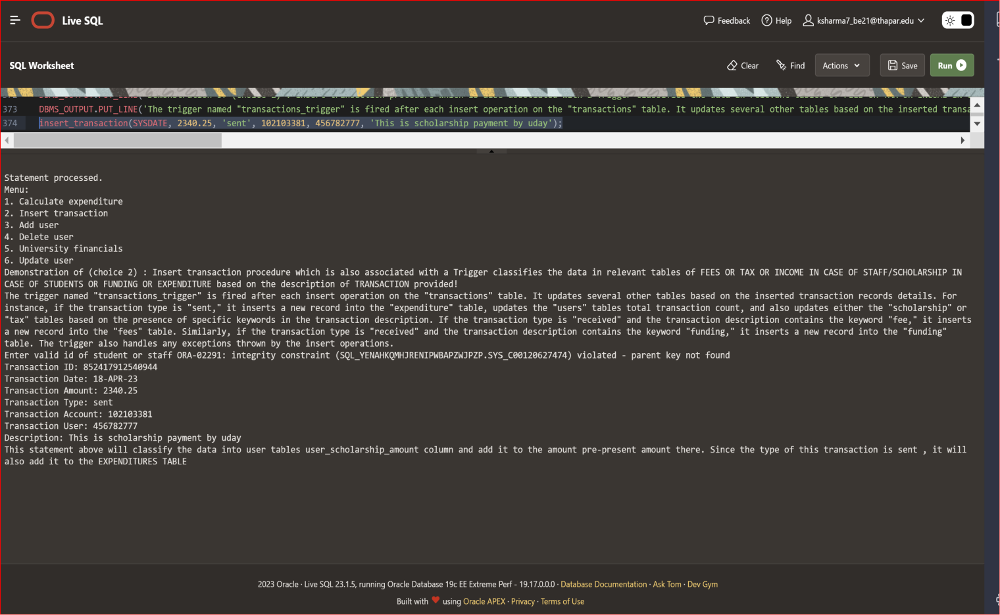 Live SQL
Feedback
Help
ksharma7_be21@thapar.edu
SQL Worksheet
Clear
Find
Actions
Save
Run
373 DBMS_OUTPUT.PUT_LINE('The trigger named "transactions_trigger" is fired after each insert operation on the "transactions" table. It updates several other tables based on the inserted transa
374 insert_transaction(SYSDATE, 2340.25, 'sent', 102103381, 456782777, 'This is scholarship payment by uday');
Statement processed.
Menu:
1. Calculate expenditure
2. Insert transaction
3. Add user
4. Delete user
5. University financials
6. Update user
Demonstration of (choice 2) : Insert transaction procedure which is also associated with a Trigger classifies the data in relevant tables of FEES OR TAX OR INCOME IN CASE OF STAFF/SCHOLARSHIP IN
CASE OF STUDENTS OR FUNDING OR EXPENDITURE based on the description of TRANSACTION provided!
The trigger named "transactions_trigger" is fired after each insert operation on the "transactions" table. It updates several other tables based on the inserted transaction records details. For
instance, if the transaction type is "sent," it inserts a new record into the "expenditure" table, updates the "users" tables total transaction count, and also updates either the "scholarship" or
"tax" tables based on the presence of specific keywords in the transaction description. If the transaction type is "received" and the transaction description contains the keyword "fee," it inserts
a new record into the "fees" table. Similarly, if the transaction type is "received" and the transaction description contains the keyword "funding," it inserts a new record into the "funding"
table. The trigger also handles any exceptions thrown by the insert operations.
Enter valid id of student or staff ORA-02291: integrity constraint (SQL_YENAHKQMHJRENIPWBAPZWJPZP.SYS_C00120627474) violated - parent key not found
Transaction ID: 852417912540944
Transaction Date: 18-APR-23
Transaction Amount: 2340.25
Transaction Type: sent
Transaction Account: 102103381
Transaction User: 456782777
Description: This is scholarship payment by uday
This statement above will classify the data into user tables user_scholarship_amount column and add it to the amount pre-present amount there. Since the type of this transaction is sent , it will
also add it to the EXPENDITURES TABLE
2023 Oracle · Live SQL 23.1.5, running Oracle Database 19c EE Extreme Perf - 19.17.0.0.0 · Database Documentation · Ask Tom · Dev Gym
Built with ❤ using Oracle APEX · Privacy · Terms of Use